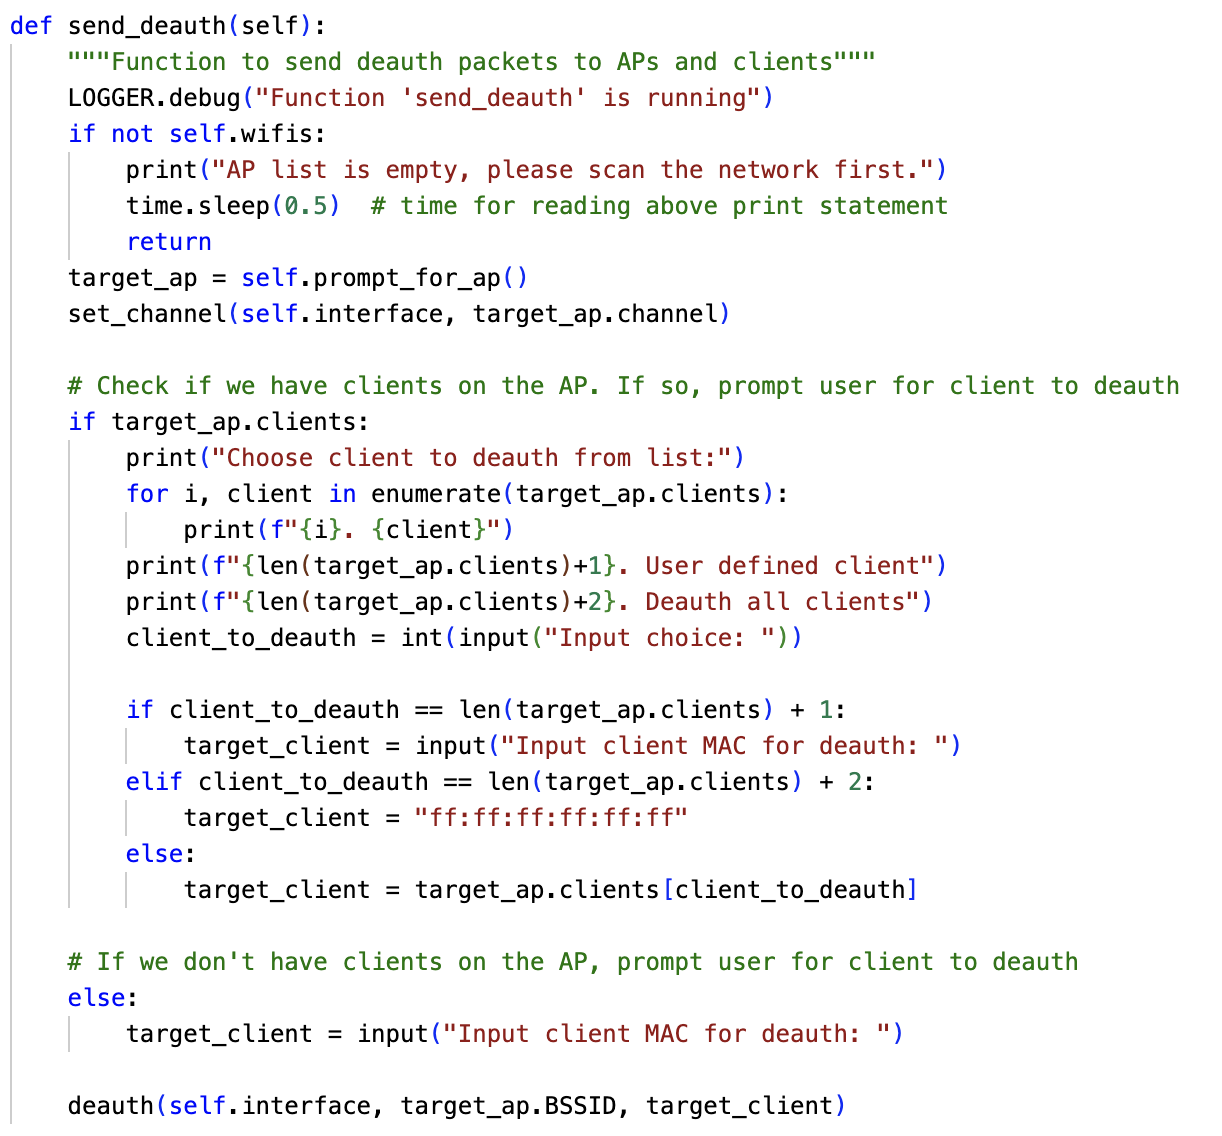 def send_deauth(self):
    """Function to send deauth packets to APs and clients"""
    LOGGER.debug("Function 'send_deauth' is running")
    if not self.wifis:
        print("AP list is empty, please scan the network first.")
        time.sleep(0.5)  # time for reading above print statement
        return
    target_ap = self.prompt_for_ap()
    set_channel(self.interface, target_ap.channel)

    # Check if we have clients on the AP. If so, prompt user for client to deauth
    if target_ap.clients:
        print("Choose client to deauth from list:")
        for i, client in enumerate(target_ap.clients):
            print(f"{i}. {client}")
        print(f"{len(target_ap.clients)+1}. User defined client")
        print(f"{len(target_ap.clients)+2}. Deauth all clients")
        client_to_deauth = int(input("Input choice: "))

        if client_to_deauth == len(target_ap.clients) + 1:
            target_client = input("Input client MAC for deauth: ")
        elif client_to_deauth == len(target_ap.clients) + 2:
            target_client = "ff:ff:ff:ff:ff:ff"
        else:
            target_client = target_ap.clients[client_to_deauth]

    # If we don't have clients on the AP, prompt user for client to deauth
    else:
        target_client = input("Input client MAC for deauth: ")

    deauth(self.interface, target_ap.BSSID, target_client)